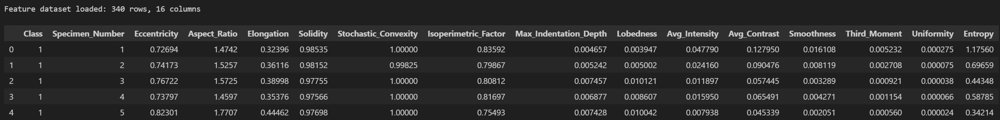 Feature dataset loaded: 340 rows, 16 columns
Class Specimen_Number Eccentricity Aspect_Ratio Elongation Solidity Stochastic_Convexity Isoperimetric_Factor Max_Indentation_Depth Lobedness Avg_Intensity Avg_Contrast Smoothness Third_Moment Uniformity Entropy
0 1 1 0.72694 1.4742 0.32396 0.98535 1.00000 0.83592 0.004657 0.003947 0.047790 0.127950 0.016108 0.005232 0.000275 1.17560
1 1 2 0.74173 1.5257 0.36116 0.98152 0.99825 0.79867 0.005242 0.005002 0.024160 0.090476 0.008119 0.002708 0.000075 0.69659
2 1 3 0.76722 1.5725 0.38998 0.97755 1.00000 0.80812 0.007457 0.010121 0.011897 0.057445 0.003289 0.000921 0.000038 0.44348
3 1 4 0.73797 1.4597 0.35376 0.97566 1.00000 0.81697 0.006877 0.008607 0.015950 0.065491 0.004271 0.001154 0.000066 0.58785
4 1 5 0.82301 1.7707 0.44462 0.97698 1.00000 0.75493 0.007428 0.010042 0.007938 0.045339 0.002051 0.000560 0.000024 0.34214